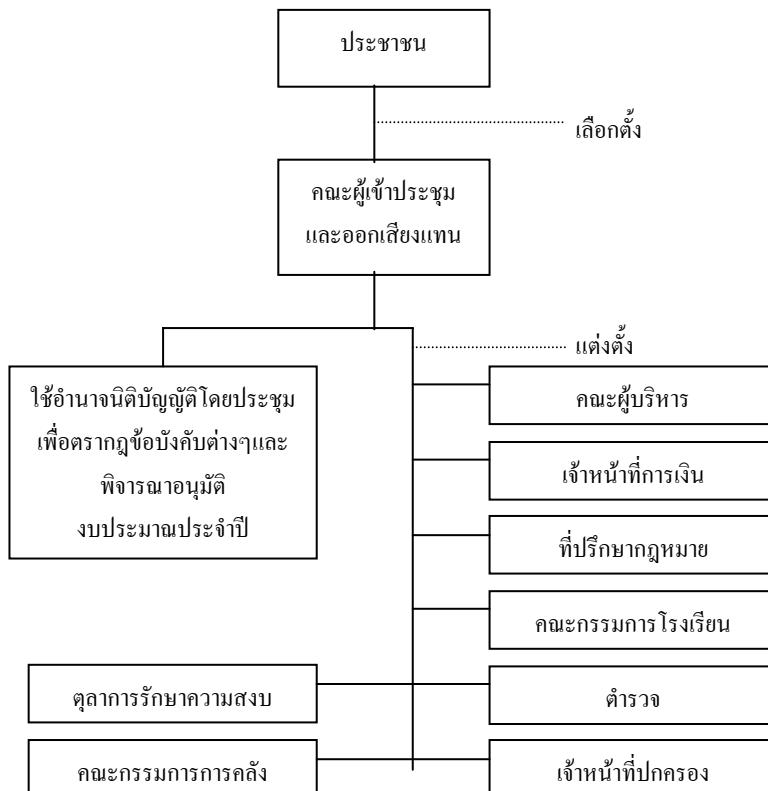 ประชาชน
เลือกตั้ง
คณะผู้เข้าประชุม
และออกเสียงแทน
แต่งตั้ง
ใช้อำนาจนิติบัญญัติโดยประชุม
เพื่อตรากฎข้อบังคับต่างๆและ
พิจารณาอนุมัติ
งบประมาณประจำปี
คณะผู้บริหาร
เจ้าหน้าที่การเงิน
ที่ปรึกษากฎหมาย
คณะกรรมการโรงเรียน
ตุลาการรักษาความสงบ
ตำรวจ
คณะกรรมการการคลัง
เจ้าหน้าที่ปกครอง